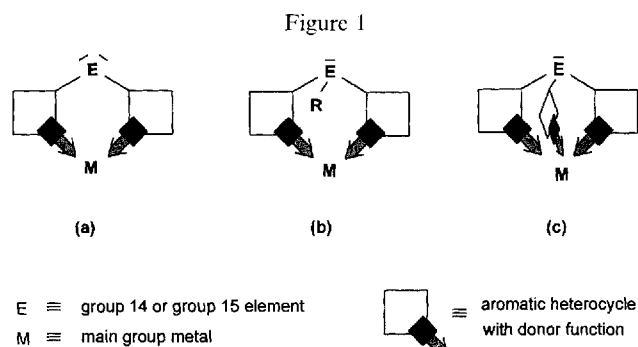 Figure 1
E E E
R
M M M
(a) (b) (c)
E ≡ group 14 or group 15 element
M ≡ main group metal
≡ aromatic heterocycle
with donor function